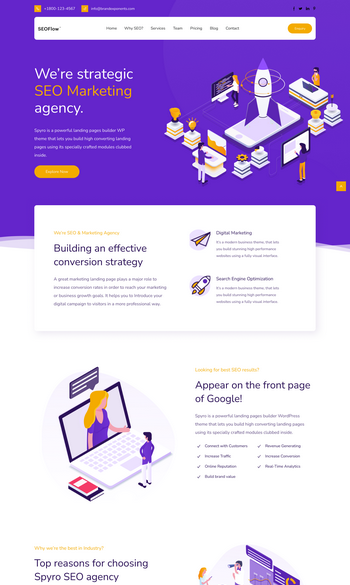 +1800-123-4567 info@brandexponents.com
SEOFlow
Home Why SEO? Services Team Pricing Blog Contact
We're strategic
SEO Marketing
agency.
Spyro is a powerful landing pages builder WP
theme that lets you build high converting landing
pages using its specially crafted modules clubbed
inside.
Explore Now
We're SEO & Marketing Agency
Building an effective
conversion strategy
A great marketing landing page plays a major role to
increase conversion rates in order to reach your marketing
or business growth goals. It helps you to introduce your
digital campaign to visitors in a more professional way.
Digital Marketing
It's a modern business theme, that lets
you build stunning high performance
websites using a fully visual interface.
Search Engine Optimization
It's a modern business theme, that lets
you build stunning high performance
websites using a fully visual interface.
Looking for best SEO results?
Appear on the front page
of Google!
Spyro is a powerful landing pages builder WordPress
theme that lets you build high converting landing pages
using its specially crafted modules clubbed inside.
Connect with Customers Revenue Generating
Increase Traffic Increase Conversion
Online Reputation Real-Time Analytics
Build brand value
Why we're the best in industry?
Top reasons for choosing
Spyro SEO agency